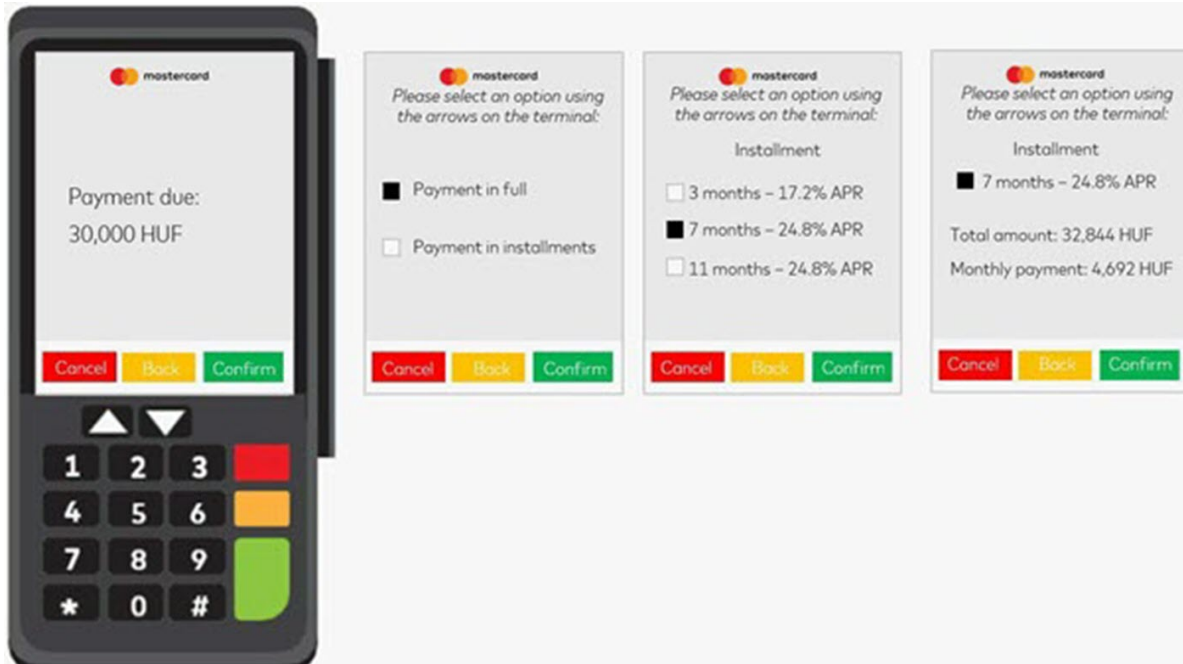 mastercard
Payment due:
30,000 HUF
Cancel Back Confirm
1 2 3
4 5 6
7 8 9
* 0 #
mastercard
Please select an option using
the arrows on the terminal:
Payment in full
Payment in installments
Cancel Back Confirm
mastercard
Please select an option using
the arrows on the terminal:
Installment
3 months – 17.2% APR
7 months – 24.8% APR
11 months – 24.8% APR
Cancel Back Confirm
mastercard
Please select an option using
the arrows on the terminal:
Installment
7 months – 24.8% APR
Total amount: 32,844 HUF
Monthly payment: 4,692 HUF
Cancel Back Confirm